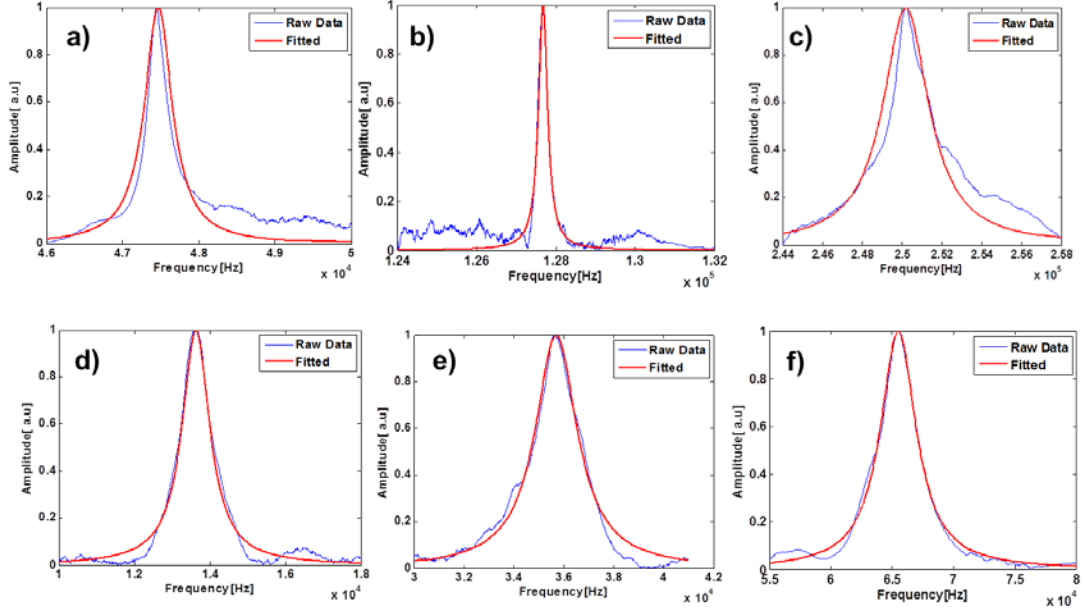 a)
Raw Data
Fitted
Amplitude[ a.u]
1
0.8
0.6
0.4
0.2
0
4.6 4.7 4.8 4.9 5
Frequency[Hz]
x 10^4
b)
Raw Data
Fitted
Amplitude[ a.u]
1
0.8
0.6
0.4
0.2
0
1.24 1.26 1.28 1.3 1.32
Frequency[Hz]
x 10^5
c)
Raw Data
Fitted
Amplitude[ a.u]
1
0.8
0.6
0.4
0.2
0
2.44 2.46 2.48 2.5 2.52 2.54 2.56 2.58
Frequency[Hz]
x 10^5
d)
Raw Data
Fitted
Amplitude[ a.u]
1
0.8
0.6
0.4
0.2
0
1 1.2 1.4 1.6 1.8
Frequency[Hz]
x 10^4
e)
Raw Data
Fitted
Amplitude[ a.u]
1
0.8
0.6
0.4
0.2
0
3 3.2 3.4 3.6 3.8 4 4.2
Frequency[Hz]
x 10^4
f)
Raw Data
Fitted
Amplitude[ a.u]
1
0.8
0.6
0.4
0.2
0
5.5 6 6.5 7 7.5 8
Frequency[Hz]
x 10^4